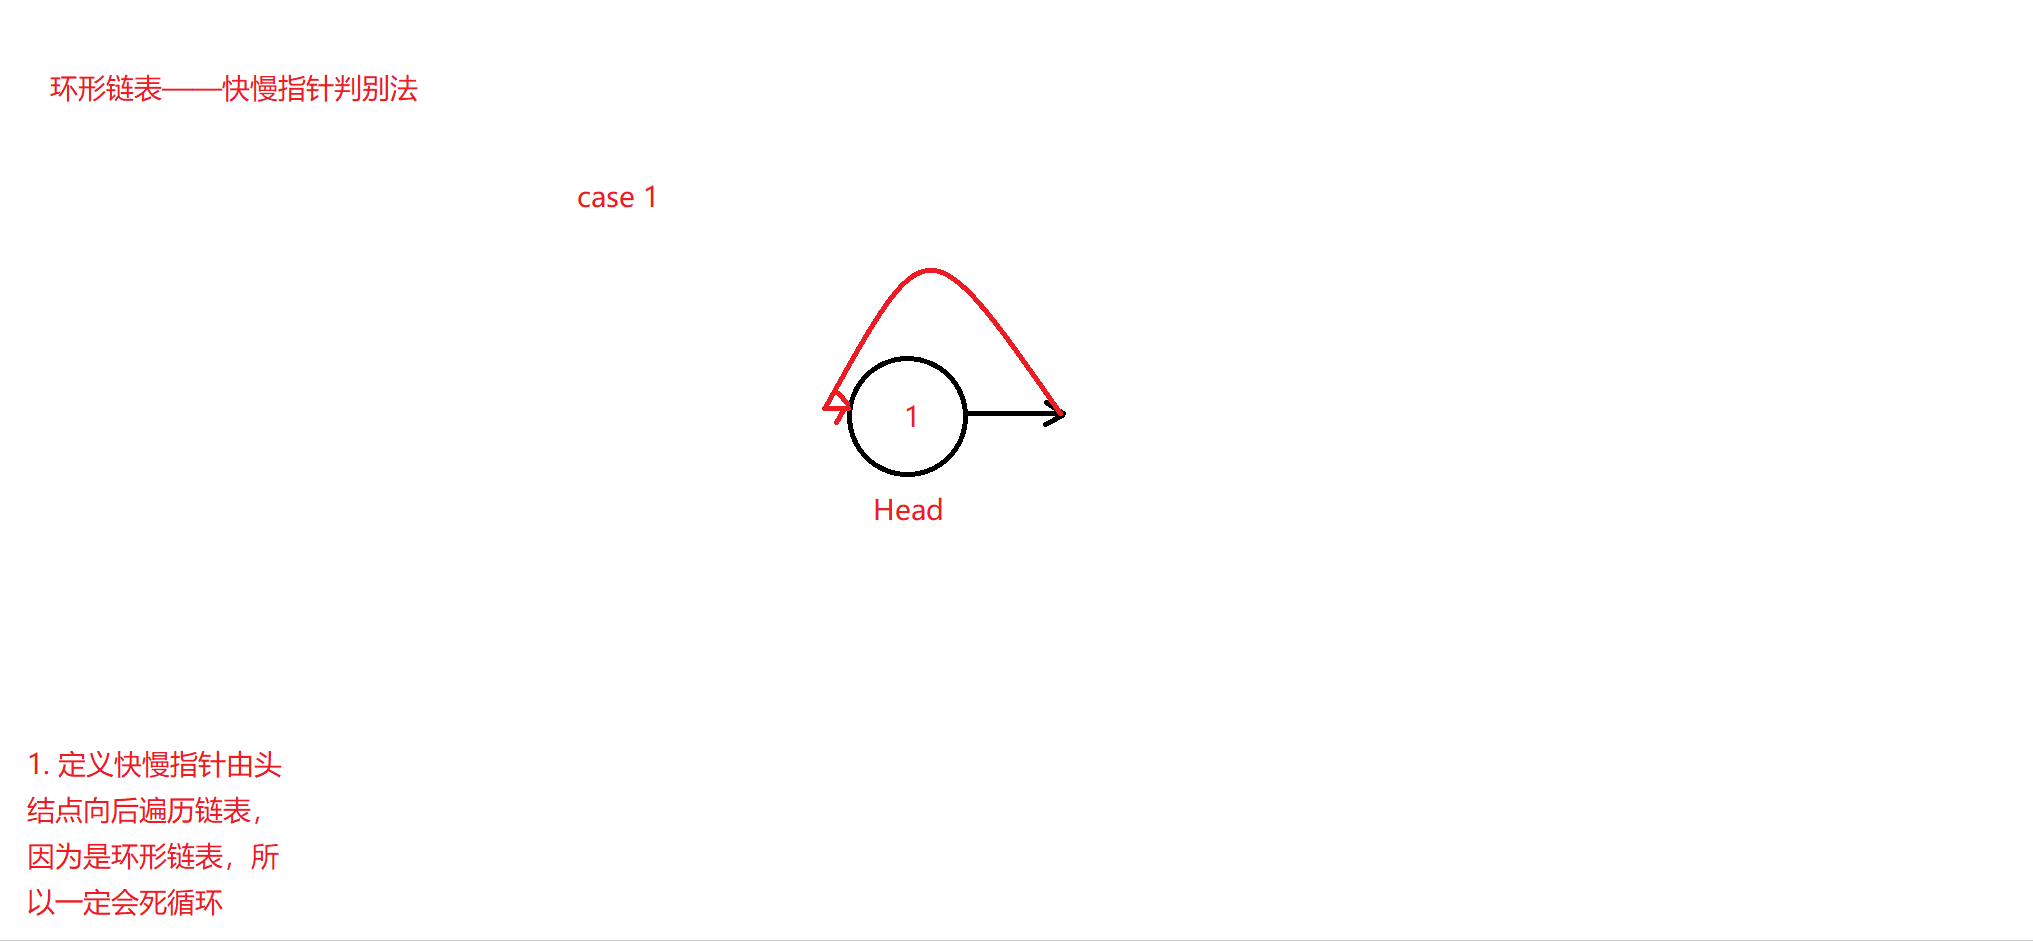 环形链表——快慢指针判别法
case 1
1
Head
1. 定义快慢指针由头
结点向后遍历链表，
因为是环形链表，所
以一定会死循环